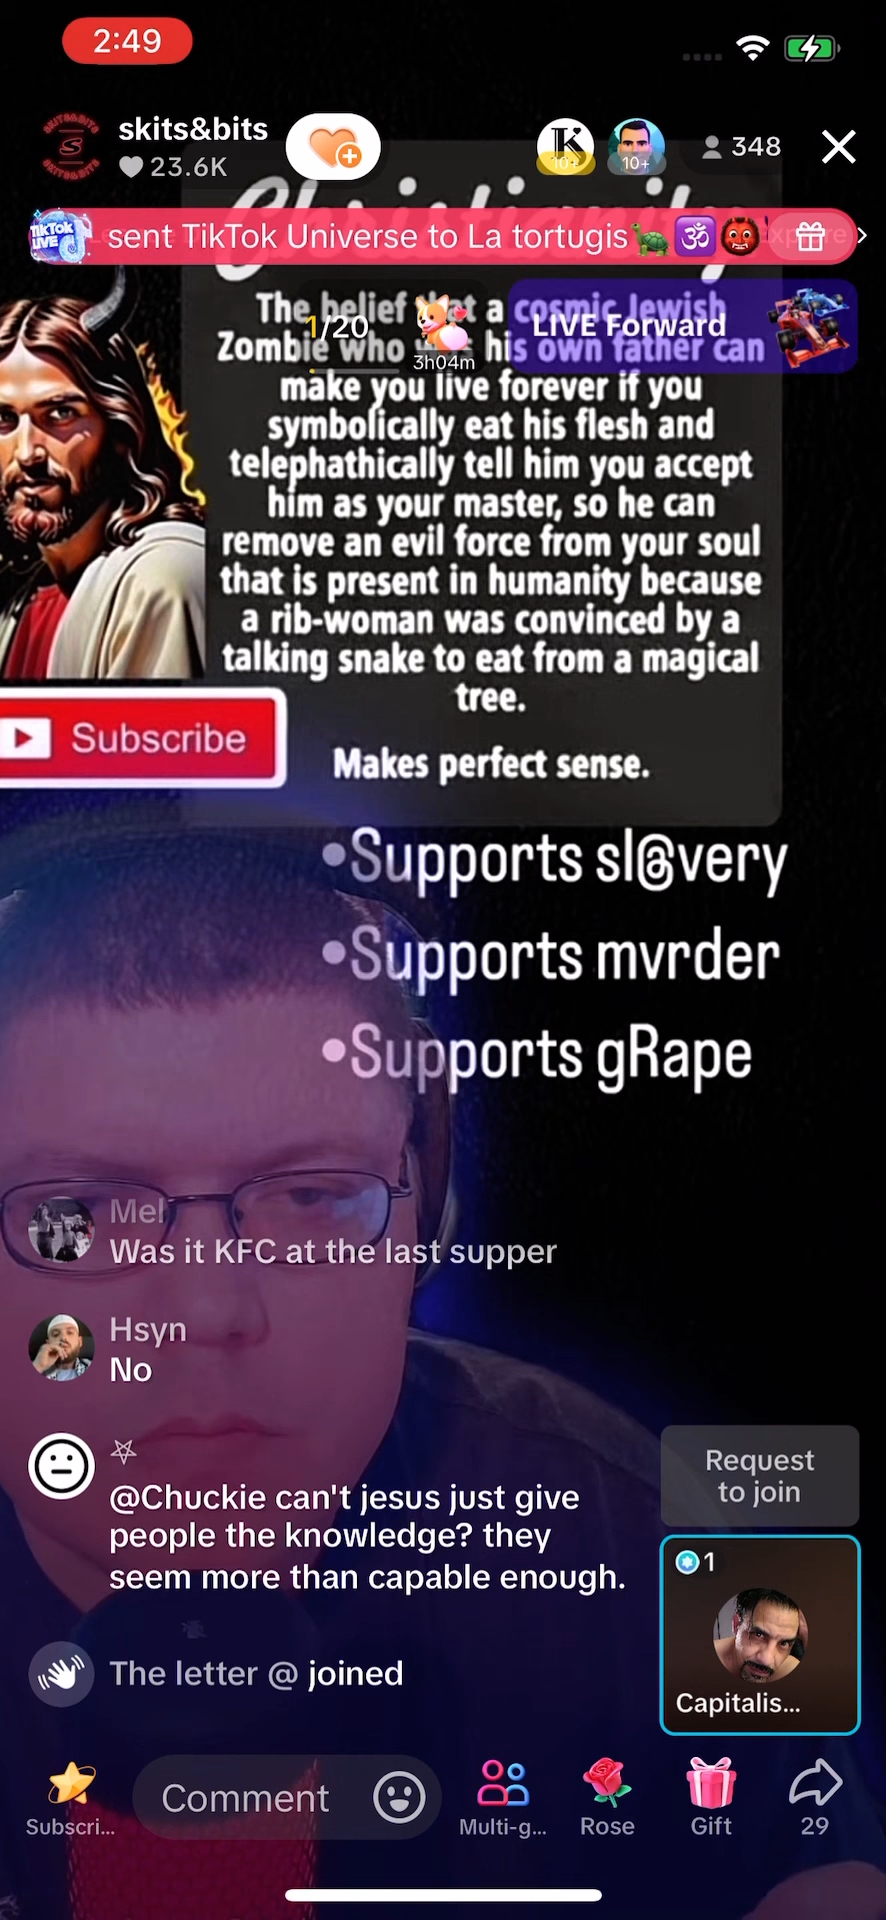 2:49
skits&bits
23.6K
10+
10+
348
Christianity
sent TikTok Universe to La tortugis🐢🕉️👹
The belief that a cosmic Jewish
1/20
LIVE Forward
Zombie who was his own father can
3h04m
make you live forever if you
symbolically eat his flesh and
telephathically tell him you accept
him as your master, so he can
remove an evil force from your soul
that is present in humanity because
a rib-woman was convinced by a
talking snake to eat from a magical
tree.
Subscribe
Makes perfect sense.
•Supports sl@very
•Supports mvrder
•Supports gRape
Mel
Was it KFC at the last supper
Hsyn
No
@Chuckie can't jesus just give
people the knowledge? they
seem more than capable enough.
Request
to join
1
Capitalis...
The letter @ joined
Subscri...
Comment
Multi-g...
Rose
Gift
29